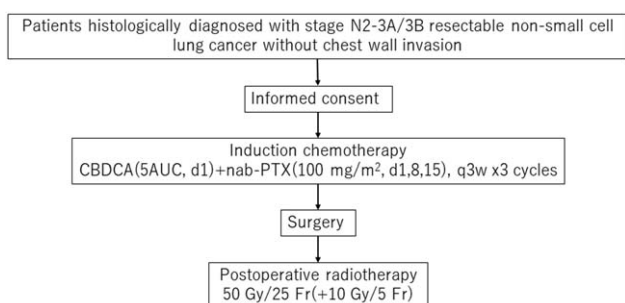 Patients histologically diagnosed with stage N2-3A/3B resectable non-small cell
lung cancer without chest wall invasion
Informed consent
Induction chemotherapy
CBDCA(5AUC, d1)+nab-PTX(100 mg/m², d1,8,15), q3w x3 cycles
Surgery
Postoperative radiotherapy
50 Gy/25 Fr(+10 Gy/5 Fr)